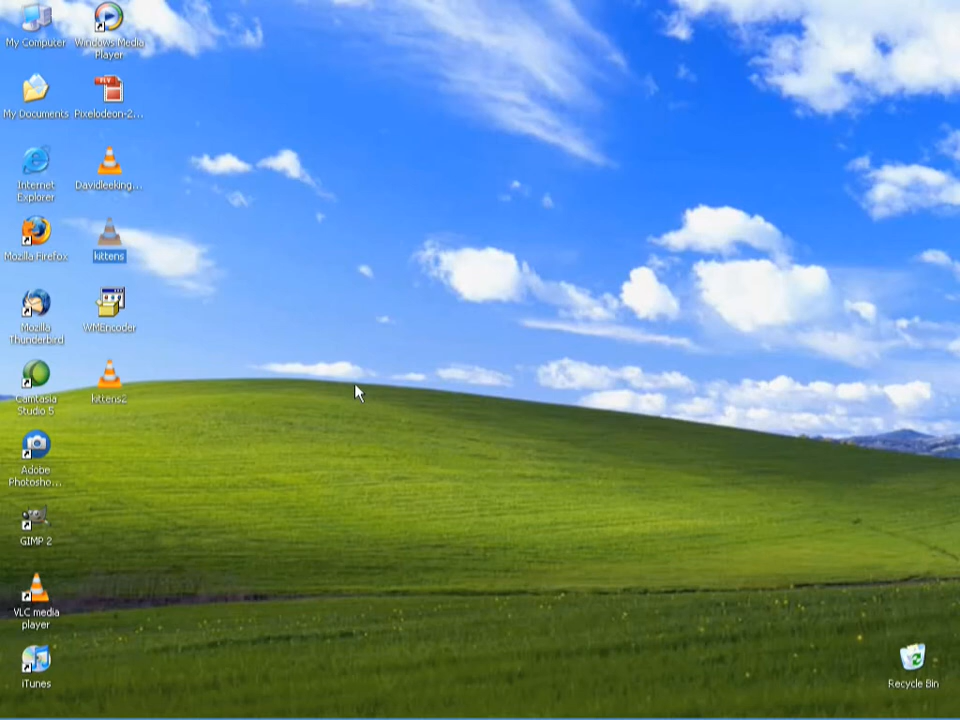 My Computer
Windows Media
Player
My Documents
Pixelodeon-2...
Internet
Explorer
Davidleeking...
Mozilla Firefox
kittens
Mozilla
Thunderbird
WMEncoder
Camtasia
Studio 5
kittens2
Adobe
Photosho...
GIMP 2
VLC media
player
iTunes
Recycle Bin